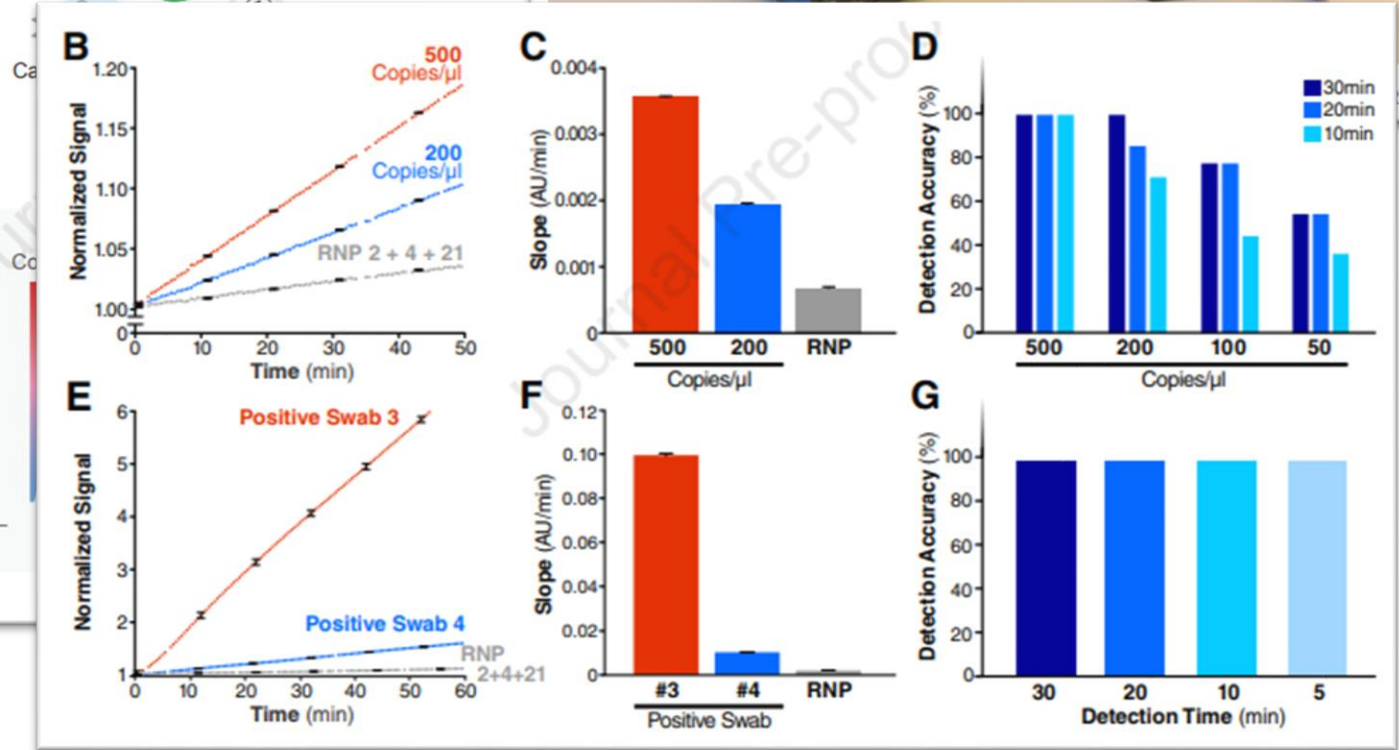 Ca
Co
B
1.20
1.15
1.10
1.05
1.00
0
Normalized Signal
500
Copies/µl
200
Copies/µl
RNP 2 + 4 + 21
0 10 20 30 40 50
Time (min)
C
0.004
0.003
0.002
0.001
0
Slope (AU/min)
500 200 RNP
Copies/µl
D
100
80
60
40
20
0
Detection Accuracy (%)
30min
20min
10min
500 200 100 50
Copies/µl
Journal Pre-proo
E
6
5
4
3
2
1
Normalized Signal
Positive Swab 3
Positive Swab 4
RNP
2+4+21
0 10 20 30 40 50 60
Time (min)
F
0.12
0.10
0.08
0.06
0.04
0.02
0
Slope (AU/min)
#3 #4 RNP
Positive Swab
G
100
80
60
40
20
0
Detection Accuracy (%)
30 20 10 5
Detection Time (min)